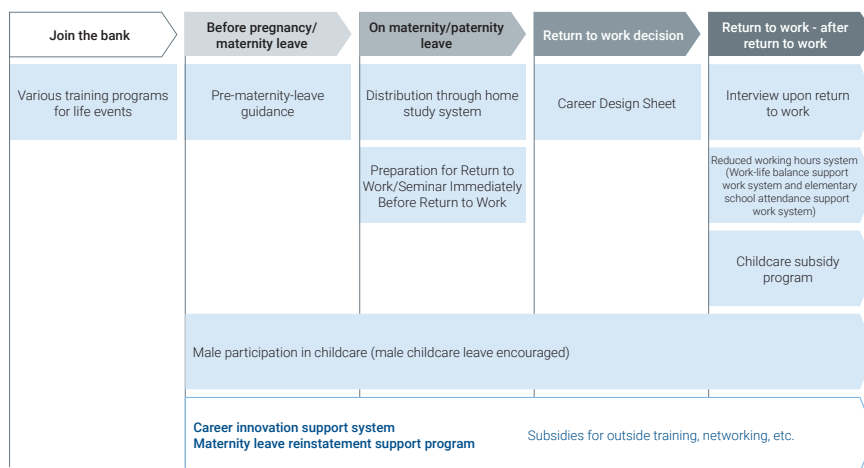 Join the bank
Before pregnancy/
maternity leave
On maternity/paternity
leave
Return to work decision
Return to work - after
return to work
Various training programs
for life events
Pre-maternity-leave
guidance
Distribution through home
study system
Career Design Sheet
Interview upon return
to work
Preparation for Return to
Work/Seminar Immediately
Before Return to Work
Reduced working hours system
(Work-life balance support
work system and elementary
school attendance support
work system)
Childcare subsidy
program
Male participation in childcare (male childcare leave encouraged)
Career innovation support system
Maternity leave reinstatement support program
Subsidies for outside training, networking, etc.